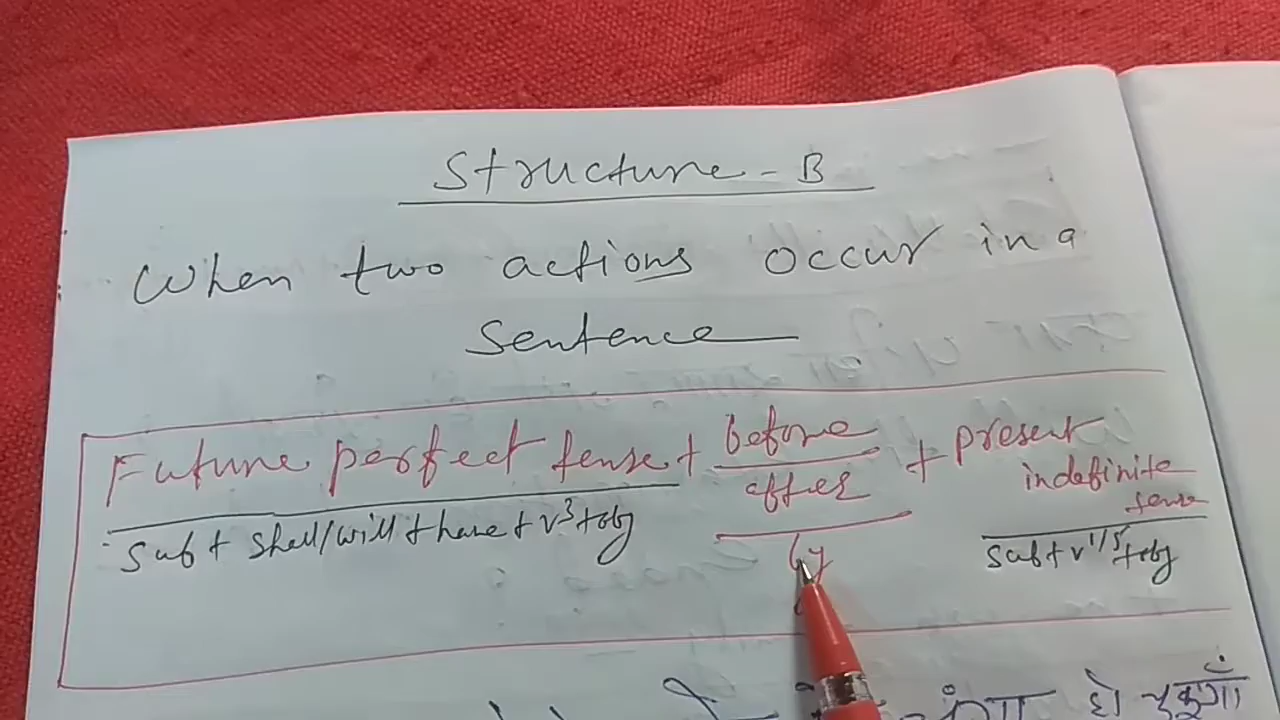 Structure - B
When two actions occur in a
sentence
Future perfect tense + before / after / by + present indefinite tense
Sub + shall/will + have + v³ + obj
Sub + v1/5 + obj
हो चुकूंगा